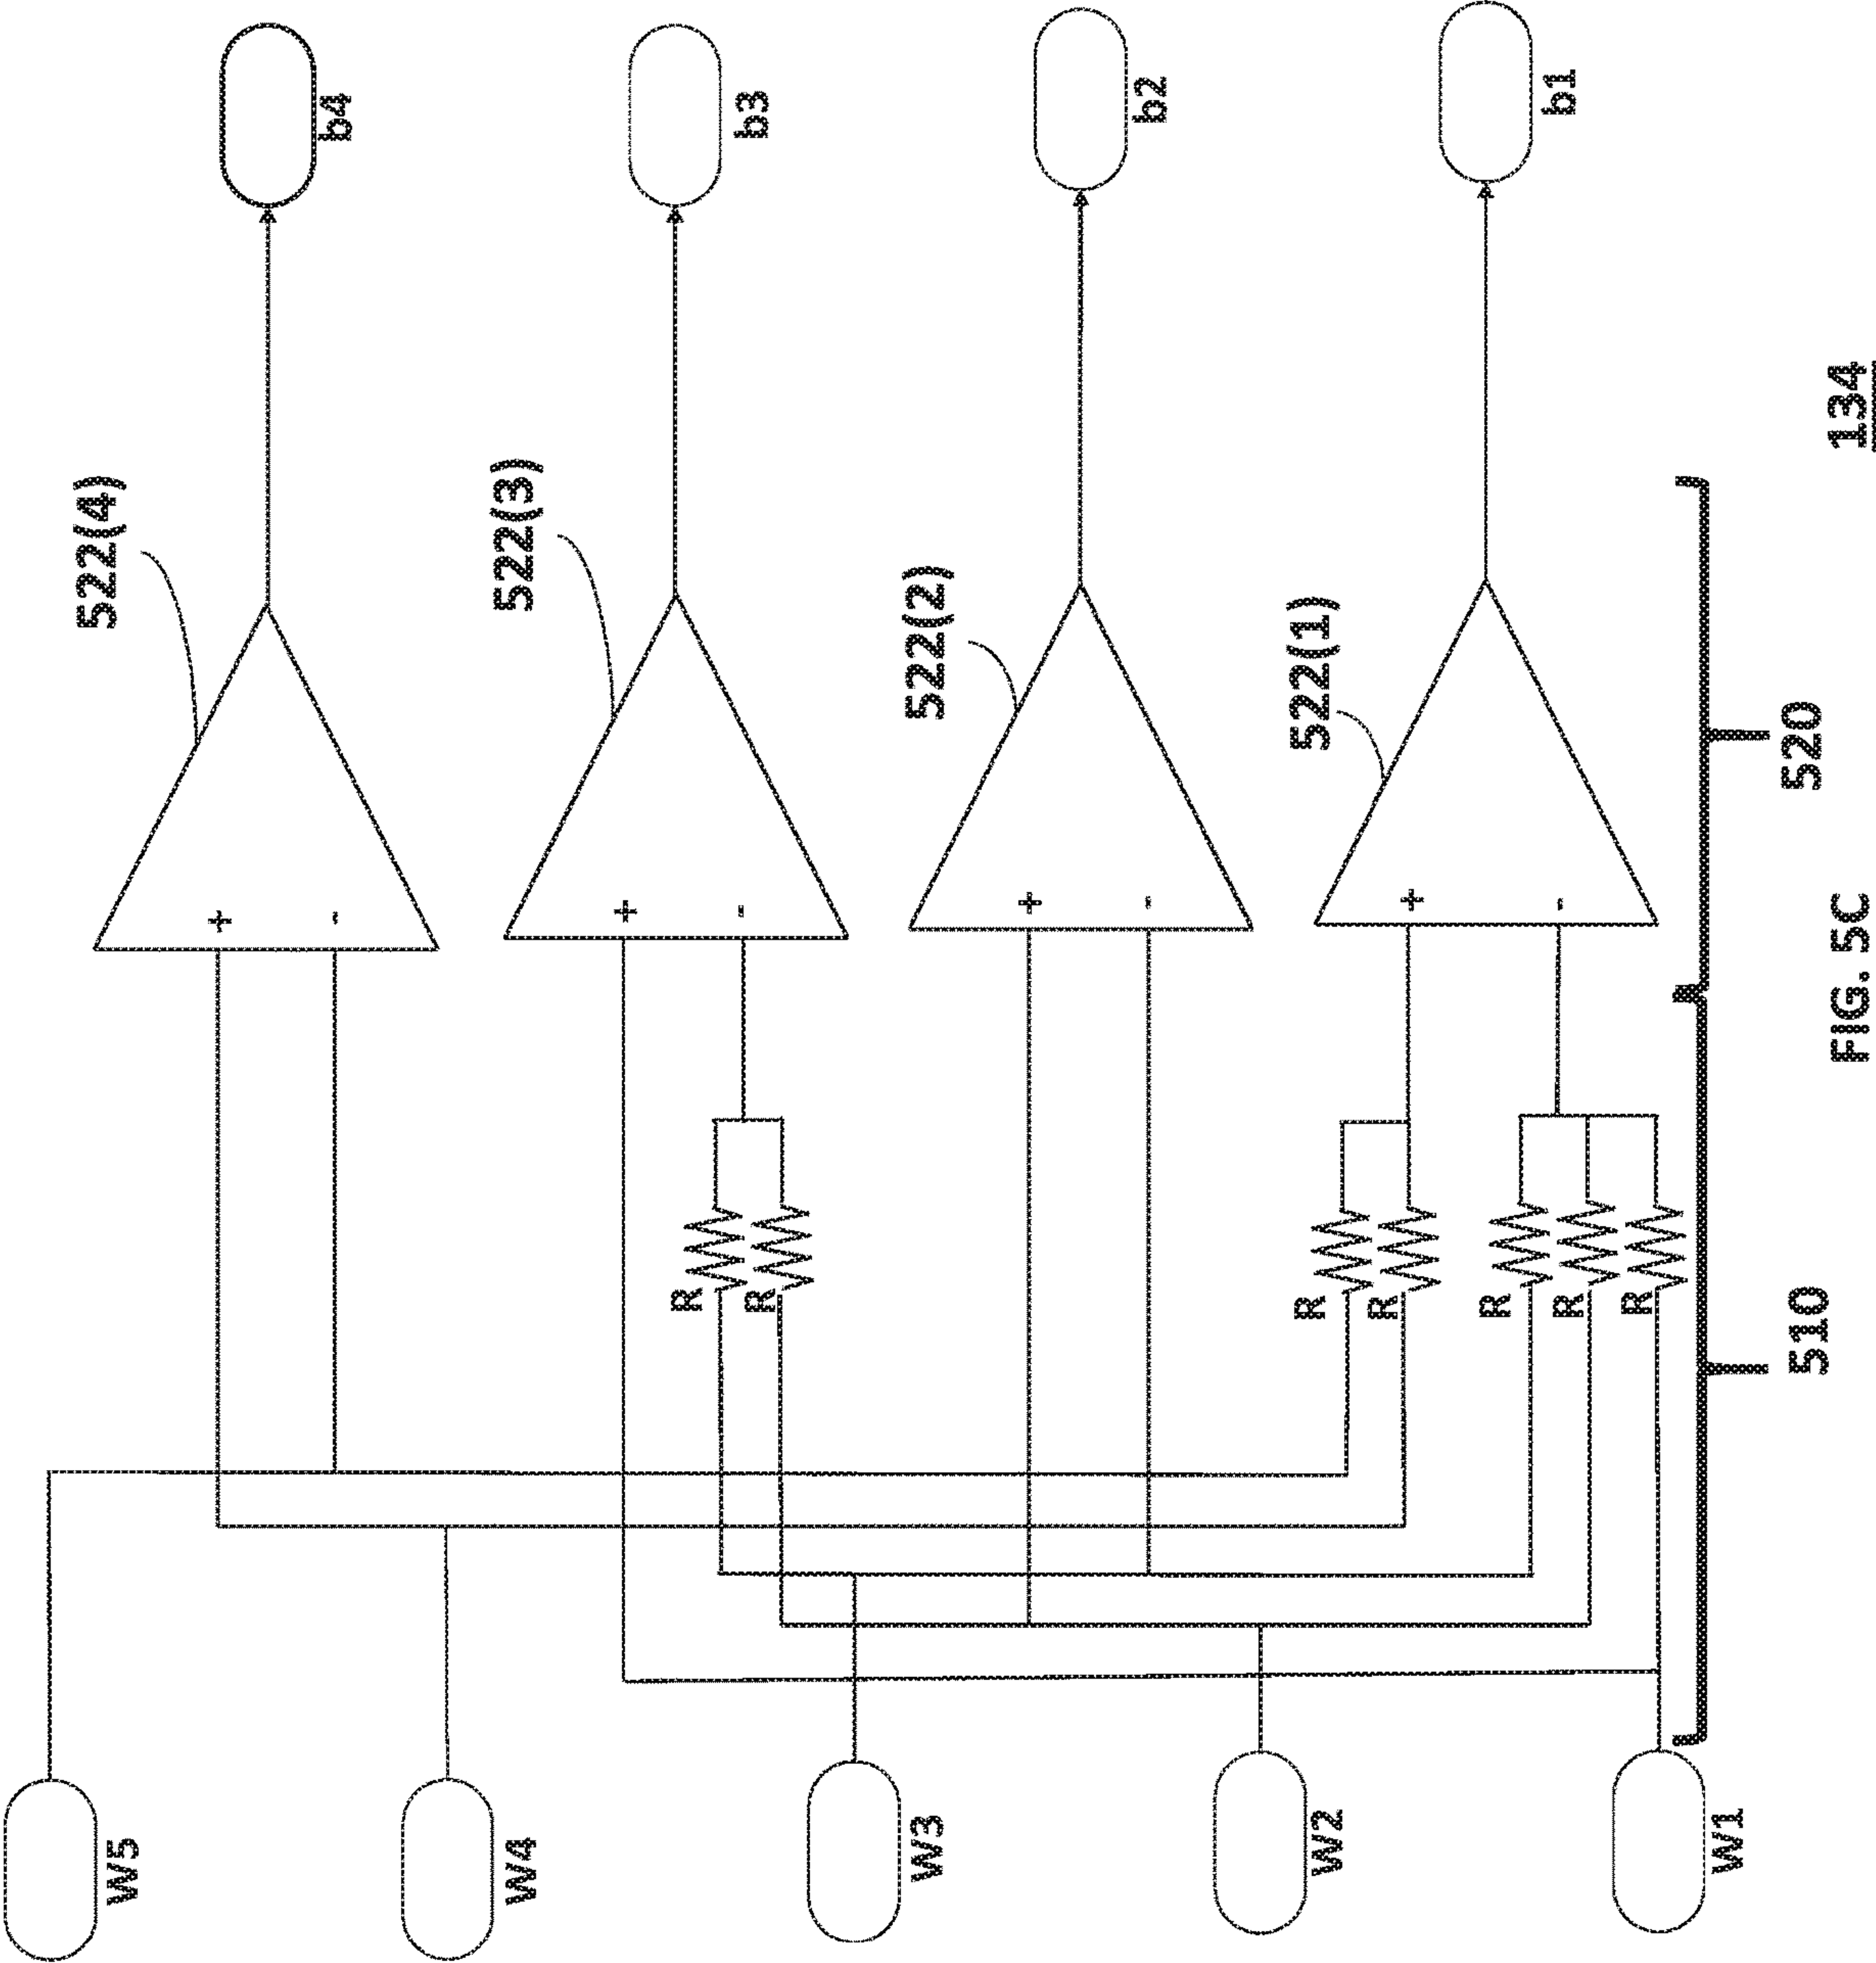 b4
b3
b2
b1
522(4)
522(3)
522(2)
522(1)
+
-
+
-
+
-
+
-
R
R
R
R
R
R
R
W5
W4
W3
W2
W1
510
520
134
FIG. 5C